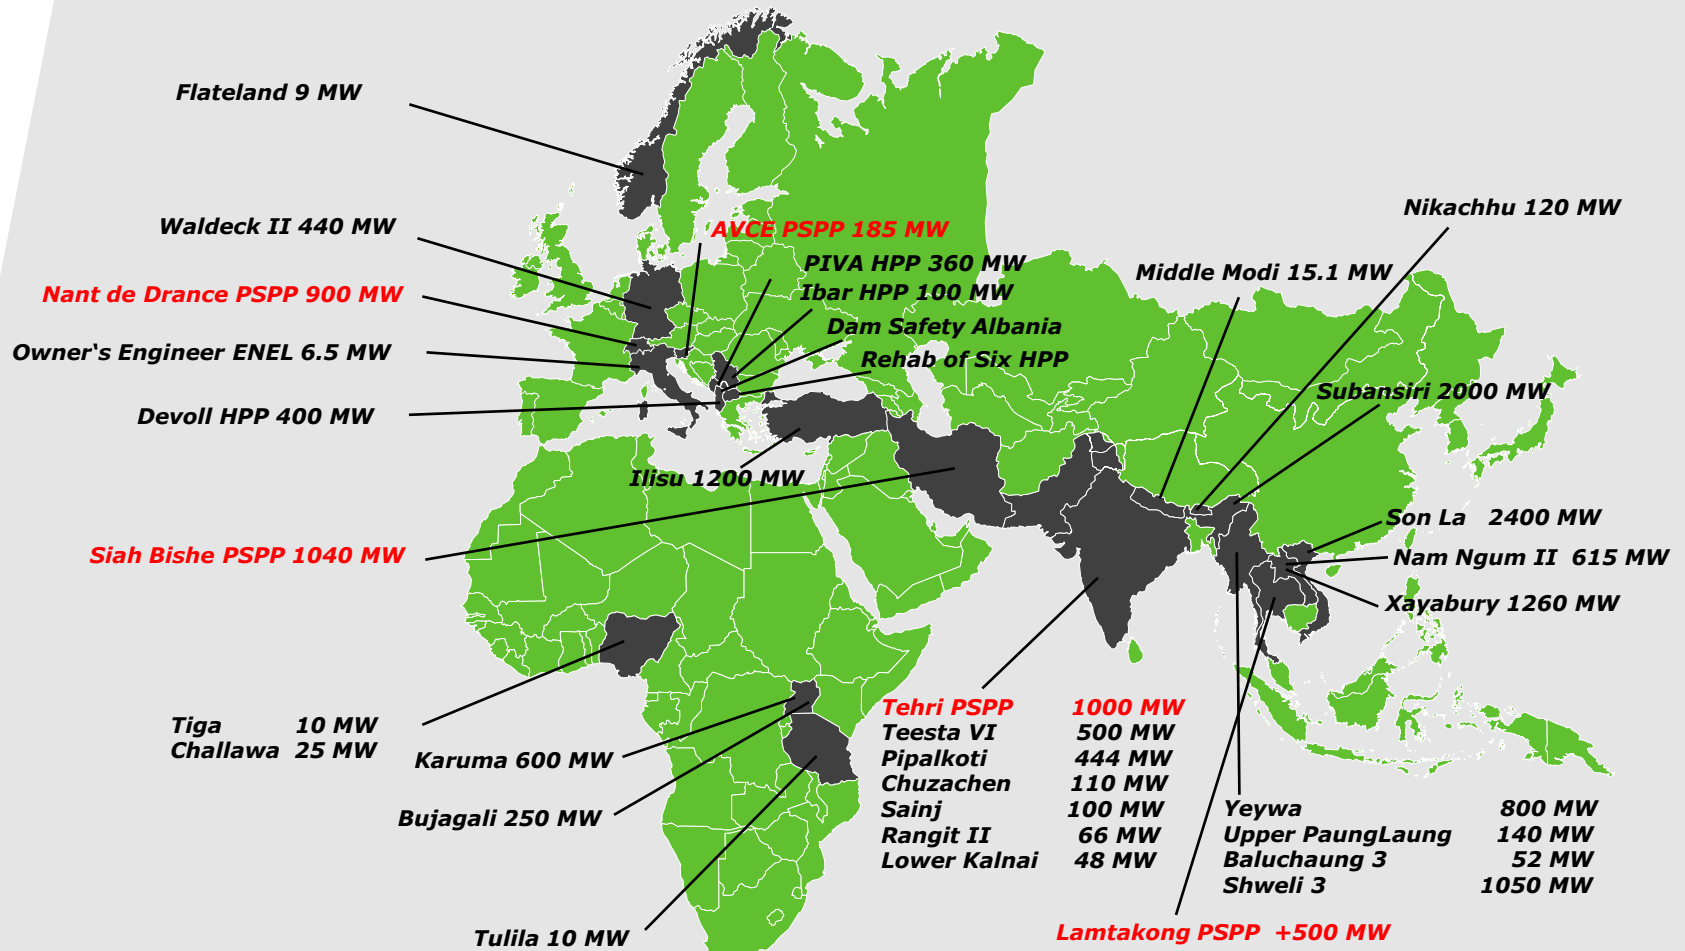 Flateland 9 MW
Waldeck II 440 MW
AVCE PSPP 185 MW
Nikachhu 120 MW
PIVA HPP 360 MW
Middle Modi 15.1 MW
Nant de Drance PSPP 900 MW
Ibar HPP 100 MW
Dam Safety Albania
Owner's Engineer ENEL 6.5 MW
Rehab of Six HPP
Subansiri 2000 MW
Devoll HPP 400 MW
Ilisu 1200 MW
Son La 2400 MW
Siah Bishe PSPP 1040 MW
Nam Ngum II 615 MW
Xayabury 1260 MW
Tiga 10 MW
Challawa 25 MW
Karuma 600 MW
Bujagali 250 MW
Tulila 10 MW
Tehri PSPP 1000 MW
Teesta VI 500 MW
Pipalkoti 444 MW
Chuzachen 110 MW
Sainj 100 MW
Rangit II 66 MW
Lower Kalnai 48 MW
Yeywa 800 MW
Upper PaungLaung 140 MW
Baluchaung 3 52 MW
Shweli 3 1050 MW
Lamtakong PSPP +500 MW